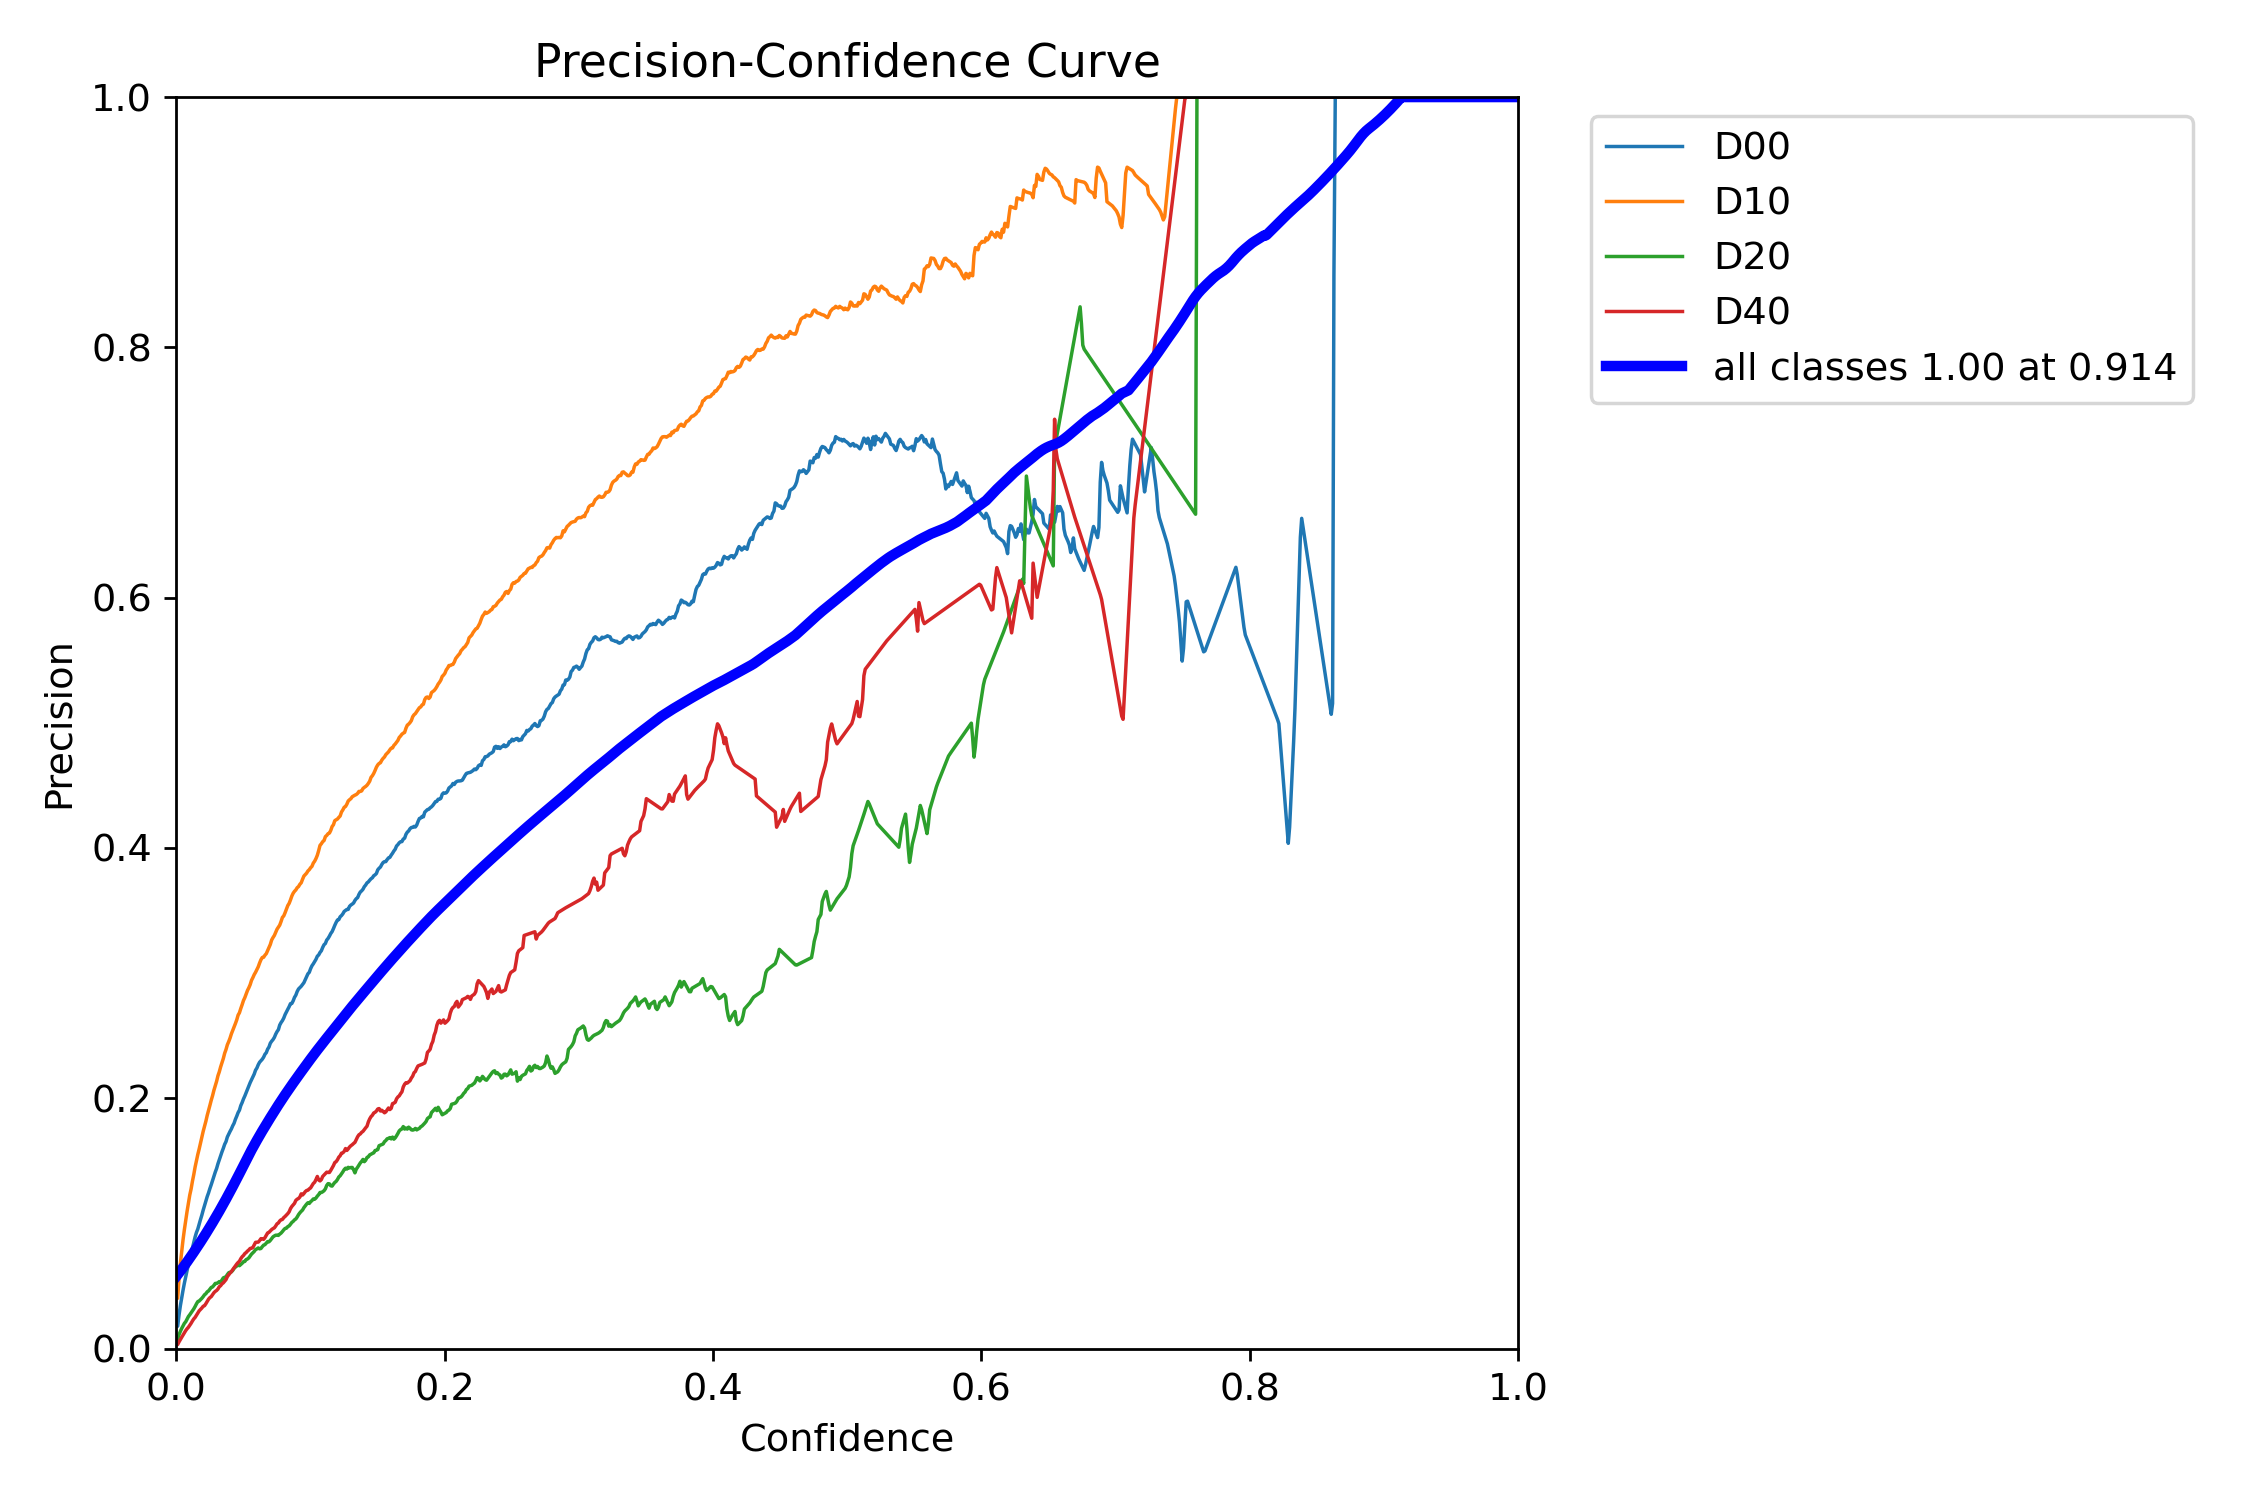 Precision-Confidence Curve
1.0
0.8
0.6
0.4
0.2
0.0
Precision
0.0 0.2 0.4 0.6 0.8 1.0
Confidence
D00
D10
D20
D40
all classes 1.00 at 0.914